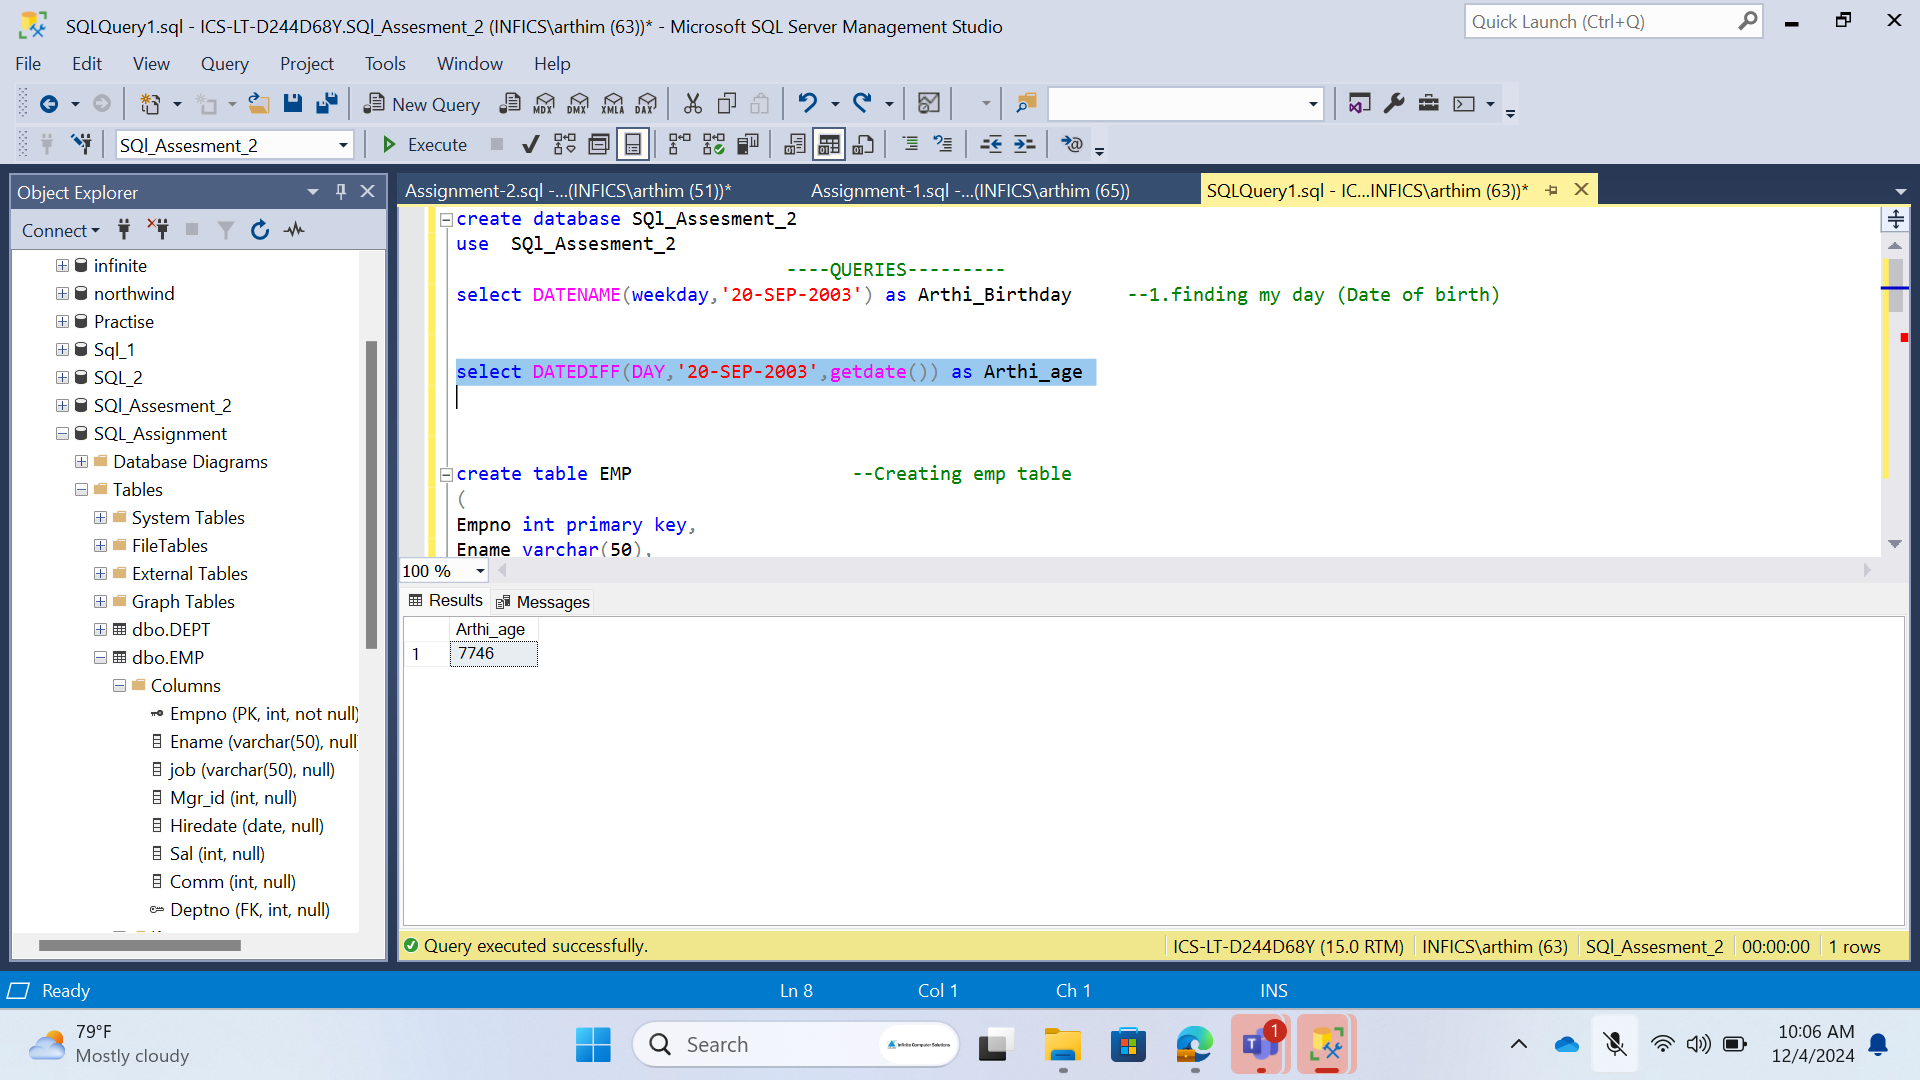 SQLQuery1.sql - ICS-LT-D244D68Y.SQl_Assesment_2 (INFICS\arthim (63))* - Microsoft SQL Server Management Studio
Quick Launch (Ctrl+Q)
File Edit View Query Project Tools Window Help
New Query MDX DMX XMLA DAX
SQl_Assesment_2 Execute
Object Explorer
Assignment-2.sql -...(INFICS\arthim (51))* Assignment-1.sql -...(INFICS\arthim (65)) SQLQuery1.sql - IC...INFICS\arthim (63))*
Connect
infinite
northwind
Practise
Sql_1
SQL_2
SQl_Assesment_2
SQL_Assignment
Database Diagrams
Tables
System Tables
FileTables
External Tables
Graph Tables
dbo.DEPT
dbo.EMP
Columns
Empno (PK, int, not null)
Ename (varchar(50), null
job (varchar(50), null)
Mgr_id (int, null)
Hiredate (date, null)
Sal (int, null)
Comm (int, null)
Deptno (FK, int, null)
create database SQl_Assesment_2
use  SQl_Assesment_2
----QUERIES---------
select DATENAME(weekday,'20-SEP-2003') as Arthi_Birthday     --1.finding my day (Date of birth)
select DATEDIFF(DAY,'20-SEP-2003',getdate()) as Arthi_age
create table EMP                    --Creating emp table
(
Empno int primary key,
Ename varchar(50),
100 %
Results Messages
Arthi_age
1 7746
Query executed successfully. ICS-LT-D244D68Y (15.0 RTM) INFICS\arthim (63) SQl_Assesment_2 00:00:00 1 rows
Ready Ln 8 Col 1 Ch 1 INS
79°F
Mostly cloudy
Search
Infinite Computer Solutions
1
10:06 AM
12/4/2024